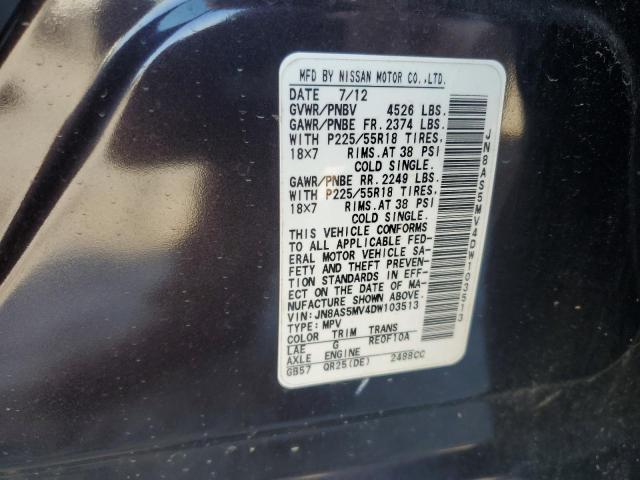 MFD BY NISSAN MOTOR CO.,LTD.
DATE 7/12
GVWR/PNBV 4526 LBS.
GAWR/PNBE FR. 2374 LBS.
WITH P225/55R18 TIRES.
18X7 RIMS. AT 38 PSI
COLD SINGLE.
GAWR/PNBE RR. 2249 LBS.
WITH P225/55R18 TIRES.
18X7 RIMS. AT 38 PSI
COLD SINGLE.
THIS VEHICLE CONFORMS
TO ALL APPLICABLE FED-
ERAL MOTOR VEHICLE SA-
FETY AND THEFT PREVEN-
TION STANDARDS IN EFF-
ECT ON THE DATE OF MA-
NUFACTURE SHOWN ABOVE.
VIN: JN8AS5MV4DW103513
TYPE: MPV
COLOR TRIM TRANS
LAE G RE0F10A
AXLE ENGINE
GB57 QR25(DE) 2488CC
JN8AS5MV4DW103513